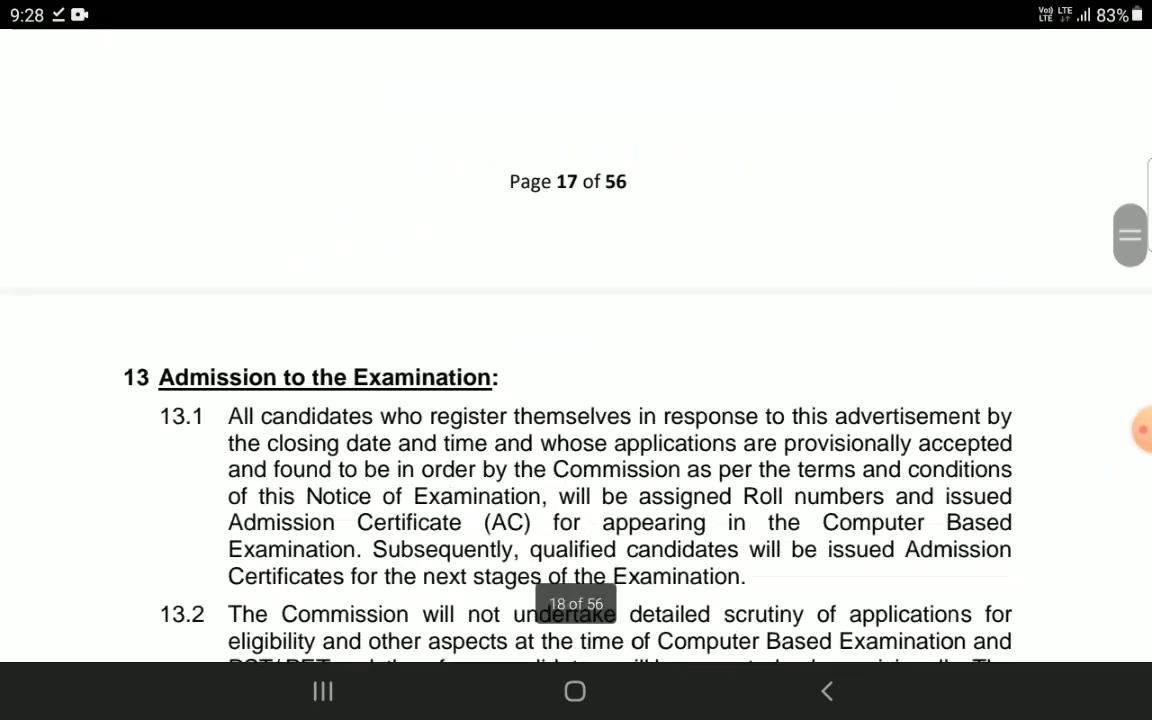 9:28 Vo) LTE LTE 83%
Page 17 of 56
13 Admission to the Examination:
13.1 All candidates who register themselves in response to this advertisement by
the closing date and time and whose applications are provisionally accepted
and found to be in order by the Commission as per the terms and conditions
of this Notice of Examination, will be assigned Roll numbers and issued
Admission Certificate (AC) for appearing in the Computer Based
Examination. Subsequently, qualified candidates will be issued Admission
Certificates for the next stages of the Examination.
18 of 56
13.2 The Commission will not undertake detailed scrutiny of applications for
eligibility and other aspects at the time of Computer Based Examination and